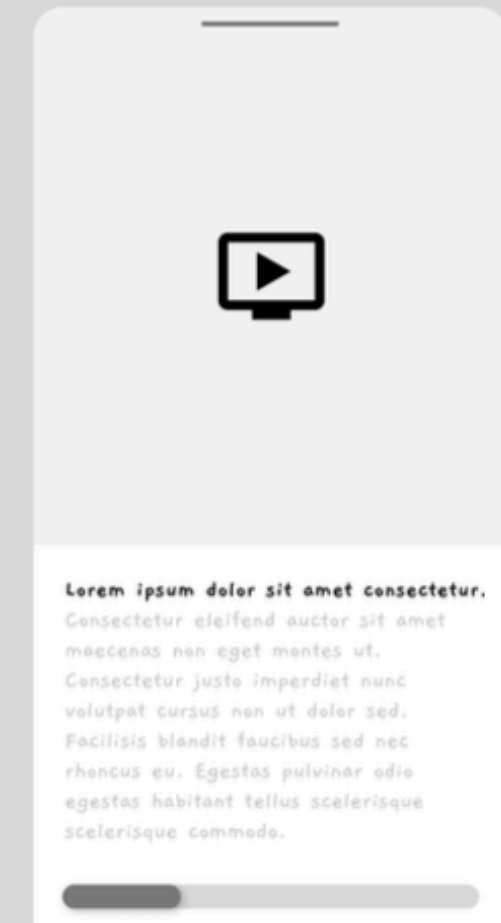 Lorem ipsum dolor sit amet consectetur.
Consectetur eleifend auctor sit amet
maecenas non eget montes ut.
Consectetur justo imperdiet nunc
volutpat cursus non ut dolor sed.
Facilisis blandit faucibus sed nec
rhoncus eu. Egestas pulvinar odio
egestas habitant tellus scelerisque
scelerisque commodo.